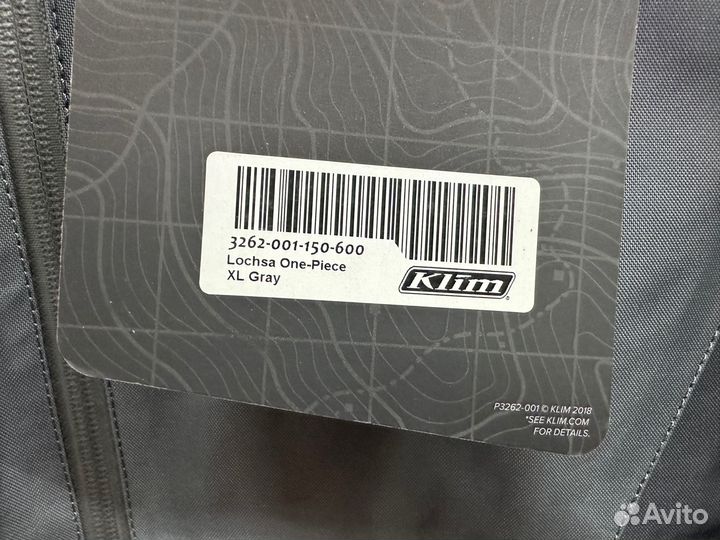 3262-001-150-600
Lochsa One-Piece
XL Gray
Klim
P3262-001 © KLIM 2018
*SEE KLIM.COM
FOR DETAILS.
Avito